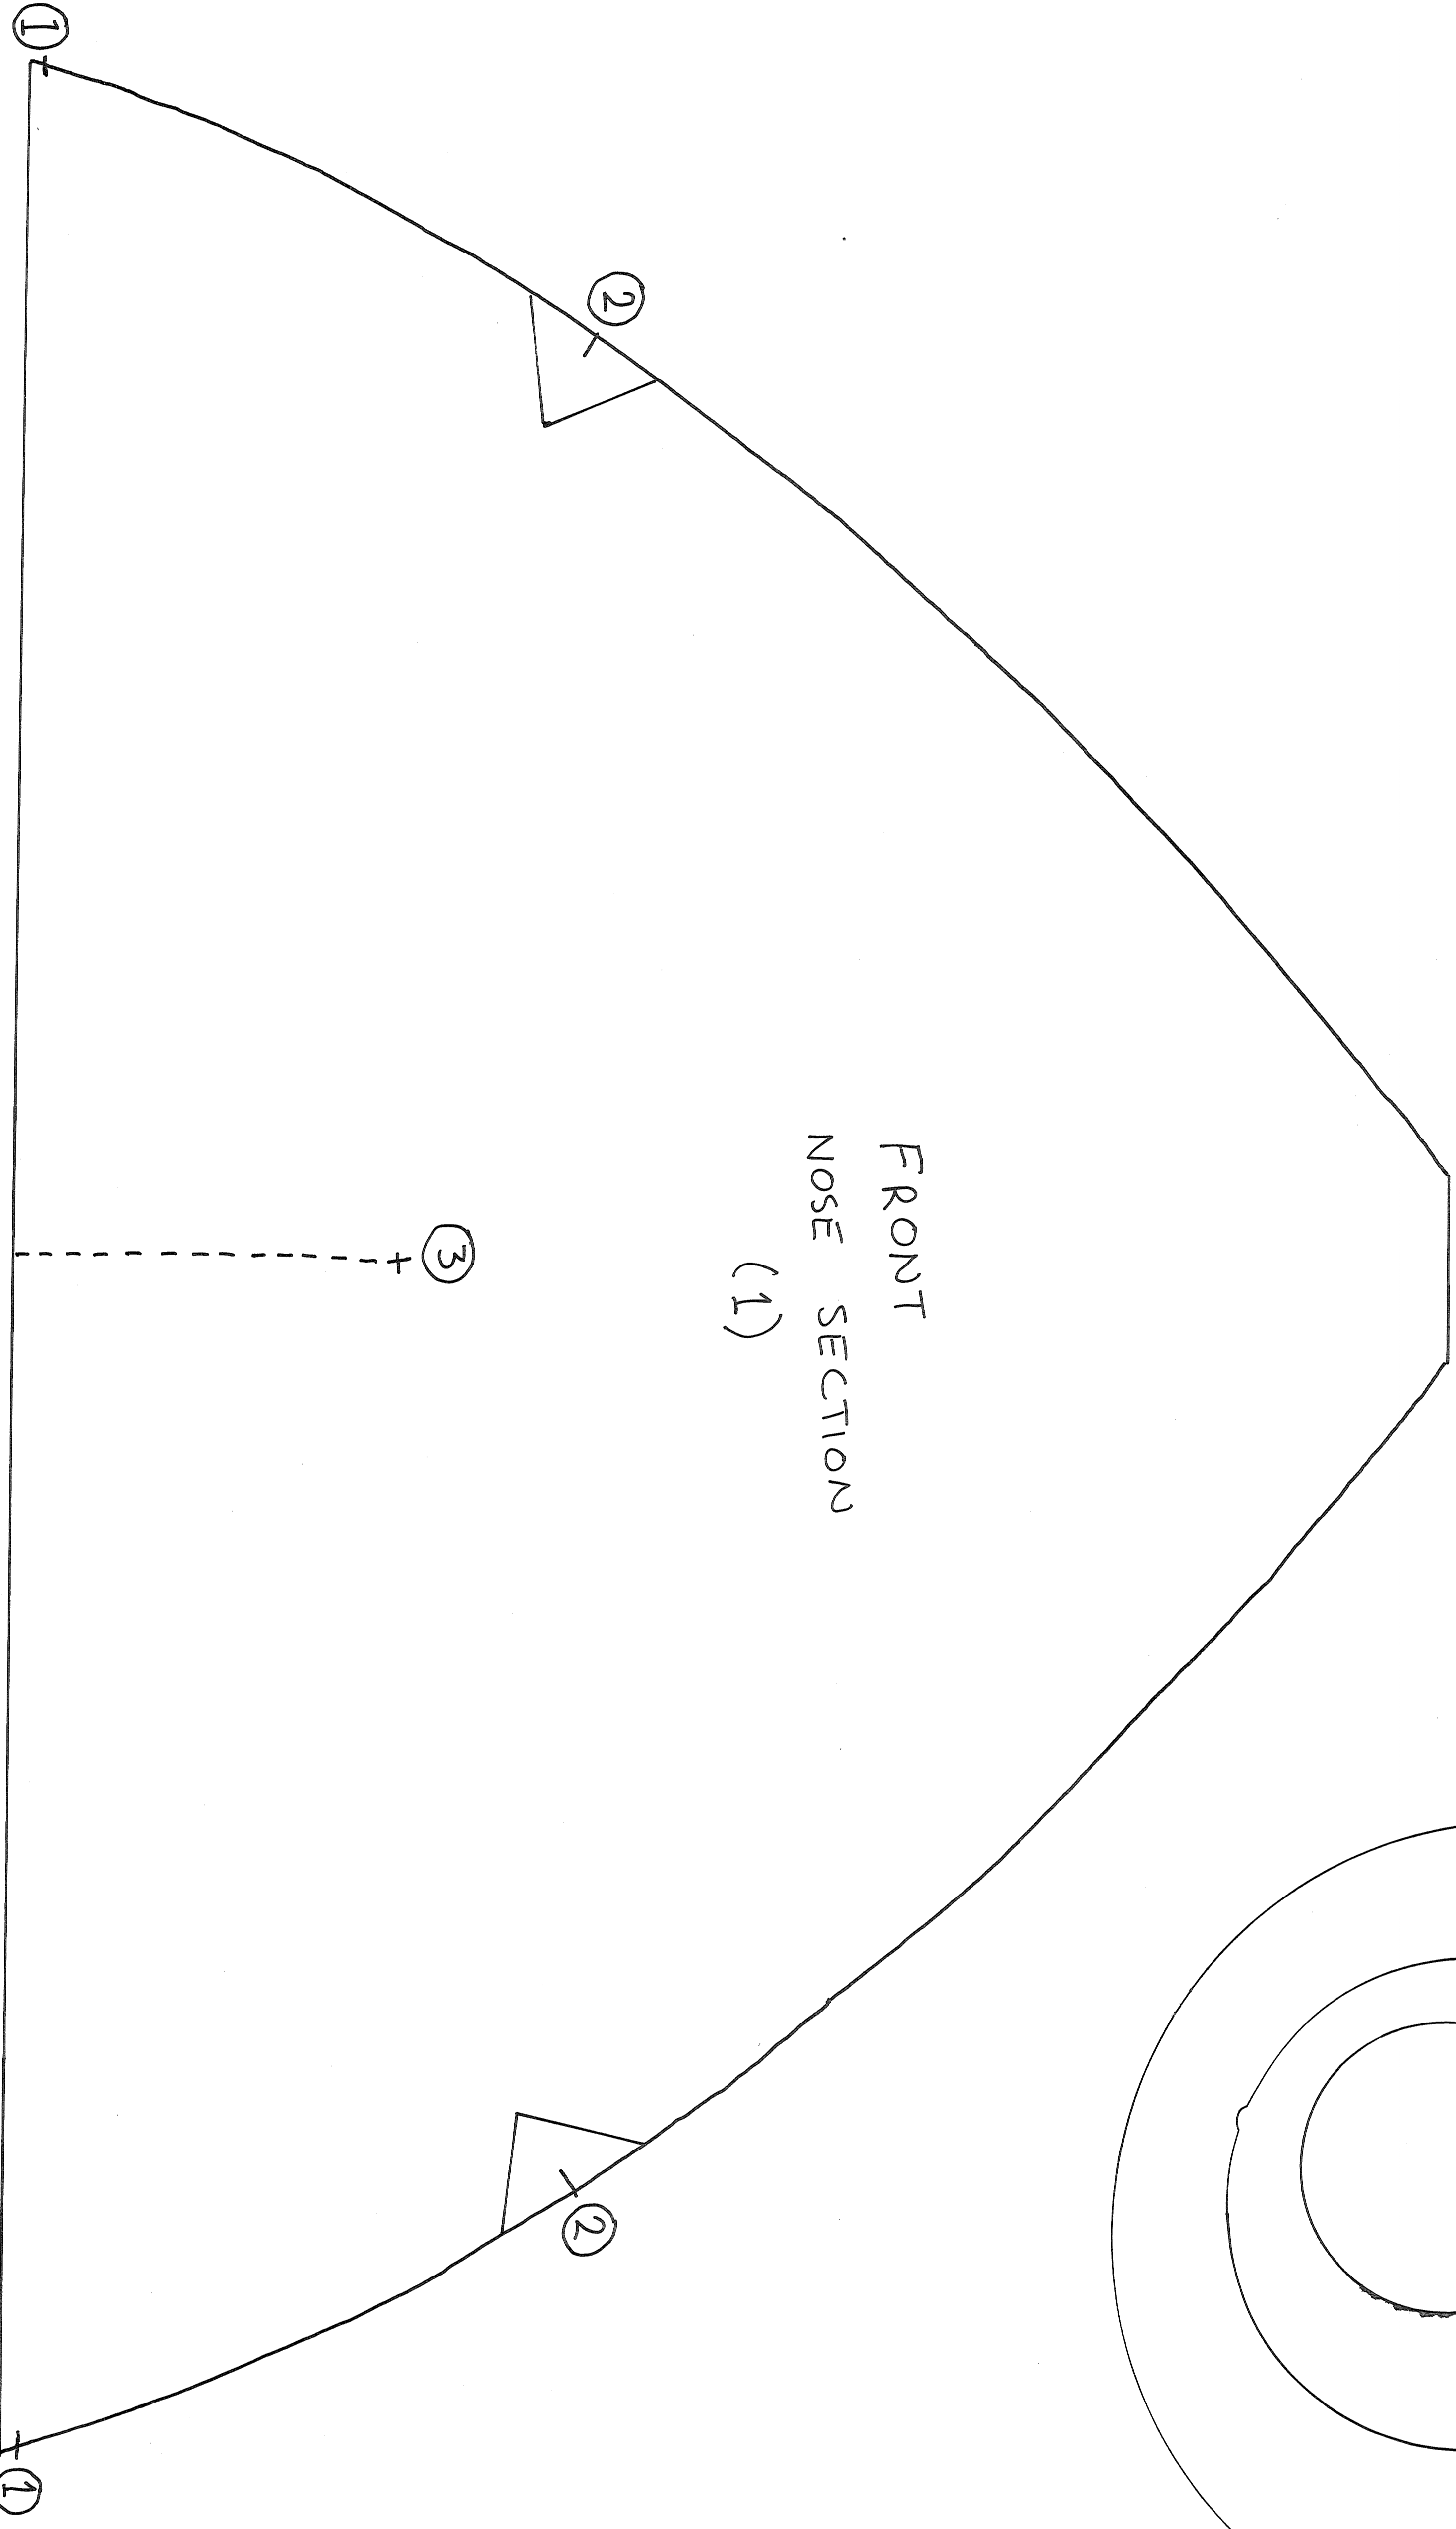 FRONT
NOSE SECTION
(1)
② ②
③
① ①